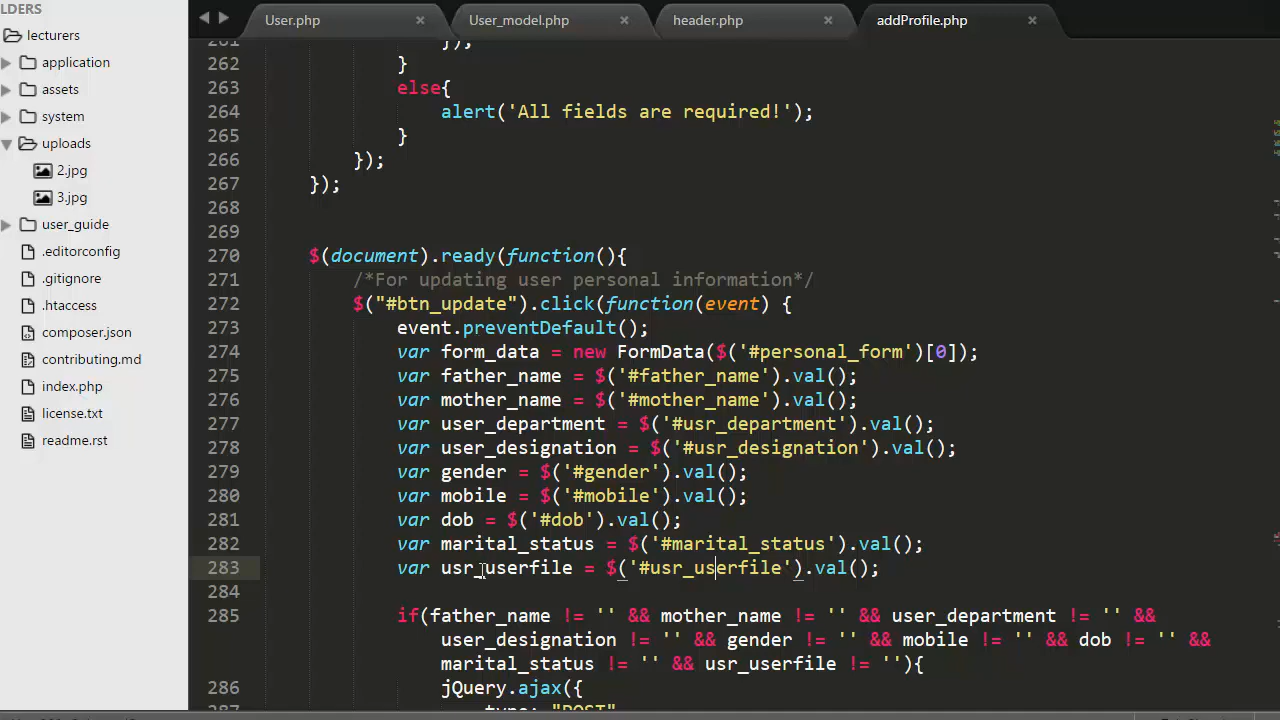 LDERS
User.php
User_model.php
header.php
addProfile.php
lecturers
application
assets
system
uploads
2.jpg
3.jpg
user_guide
.editorconfig
.gitignore
.htaccess
composer.json
contributing.md
index.php
license.txt
readme.rst
261 });
262 }
263 else{
264 alert('All fields are required!');
265 }
266 });
267 });
268
269
270 $(document).ready(function(){
271 /*For updating user personal information*/
272 $("#btn_update").click(function(event) {
273 event.preventDefault();
274 var form_data = new FormData($('#personal_form')[0]);
275 var father_name = $('#father_name').val();
276 var mother_name = $('#mother_name').val();
277 var user_department = $('#usr_department').val();
278 var user_designation = $('#usr_designation').val();
279 var gender = $('#gender').val();
280 var mobile = $('#mobile').val();
281 var dob = $('#dob').val();
282 var marital_status = $('#marital_status').val();
283 var usr_userfile = $('#usr_userfile').val();
284
285 if(father_name != '' && mother_name != '' && user_department != '' &&
user_designation != '' && gender != '' && mobile != '' && dob != '' &&
marital_status != '' && usr_userfile != ''){
286 jQuery.ajax({
287 type: "POST"